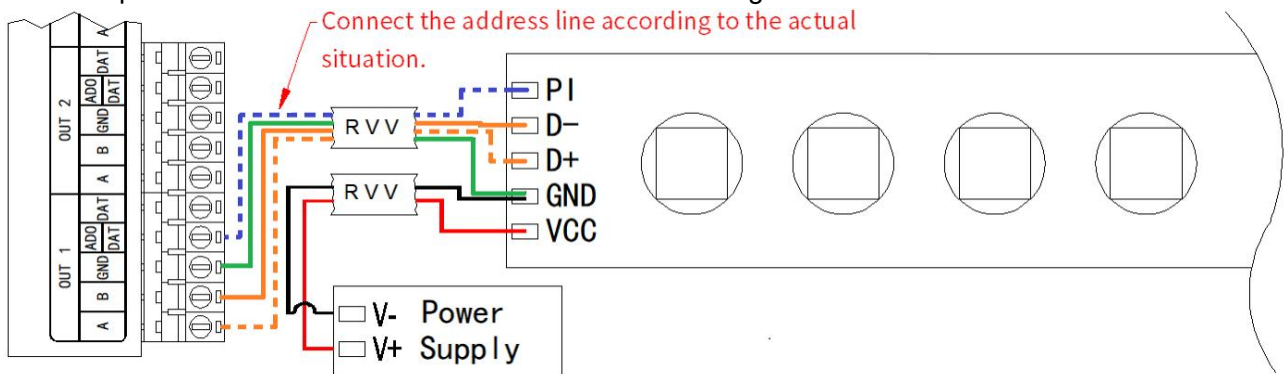 Connect the address line according to the actual
situation.
A
DAT
ADO
DAT
GND
B
A
OUT 2
DAT
ADO
DAT
GND
B
A
OUT 1
RVV
RVV
PI
D-
D+
GND
VCC
V- Power
V+ Supply